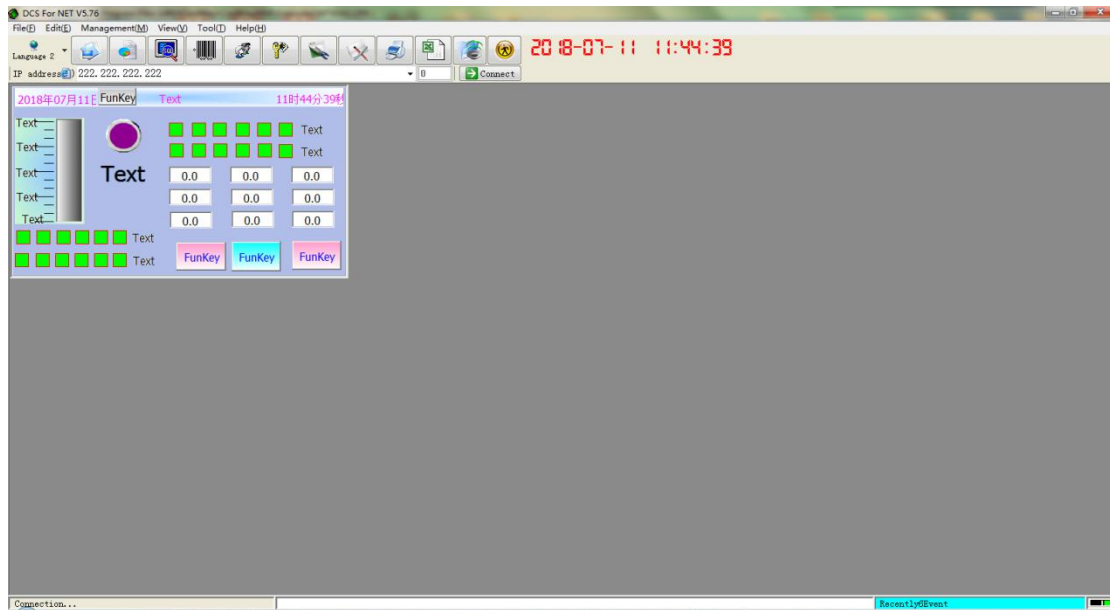 DCS For NET V5.76
File(F) Edit(E) Management(M) View(V) Tool(T) Help(H)
Language 2
2018-07-11 11:44:39
IP address 222.222.222.222 0 Connect
2018年07月11日 FunKey Text 11时44分39秒
Text
Text
Text
Text
Text
Text
Text
Text
0.0 0.0 0.0
0.0 0.0 0.0
0.0 0.0 0.0
Text
Text
FunKey FunKey FunKey
Connection... Recently6Event